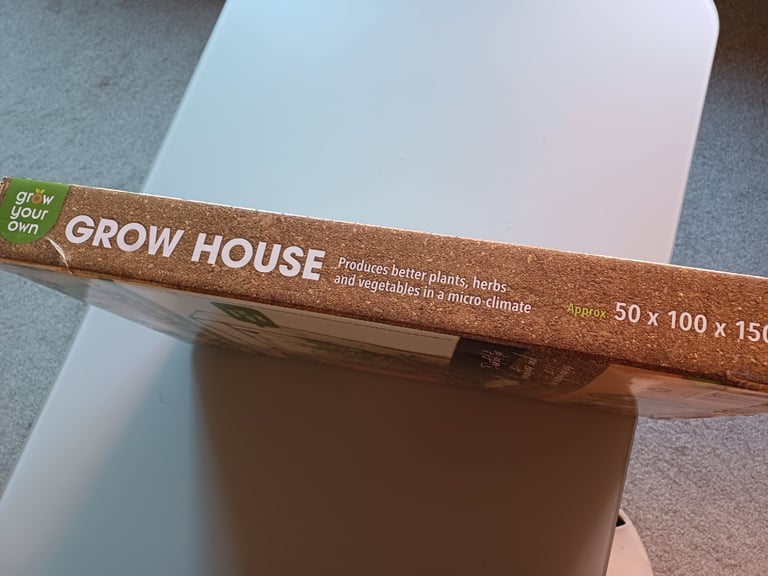 grow
your
own
GROW HOUSE
Produces better plants, herbs
and vegetables in a micro-climate
Approx. 50 x 100 x 150